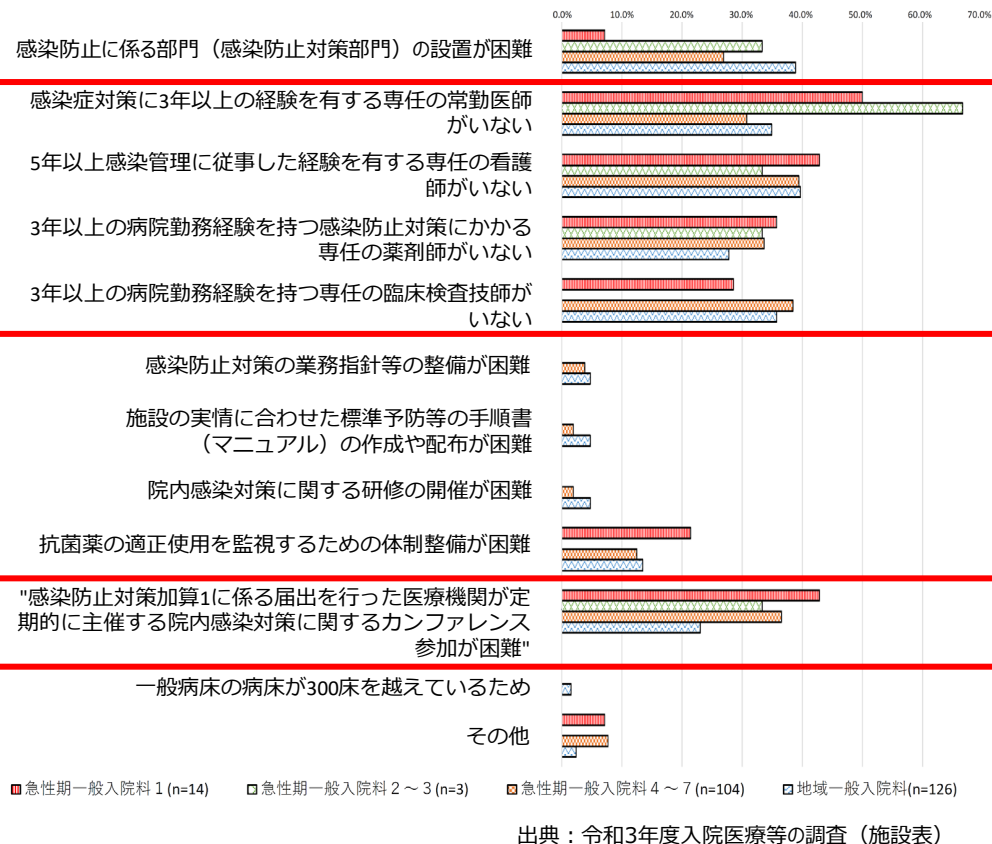 0.0% 10.0% 20.0% 30.0% 40.0% 50.0% 60.0% 70.0%
感染防止に係る部門（感染防止対策部門）の設置が困難
感染症対策に3年以上の経験を有する専任の常勤医師
がいない
5年以上感染管理に従事した経験を有する専任の看護
師がいない
3年以上の病院勤務経験を持つ感染防止対策にかかる
専任の薬剤師がいない
3年以上の病院勤務経験を持つ専任の臨床検査技師が
いない
感染防止対策の業務指針等の整備が困難
施設の実情に合わせた標準予防等の手順書
（マニュアル）の作成や配布が困難
院内感染対策に関する研修の開催が困難
抗菌薬の適正使用を監視するための体制整備が困難
"感染防止対策加算1に係る届出を行った医療機関が定
期的に主催する院内感染対策に関するカンファレンス
参加が困難"
一般病床の病床が300床を越えているため
その他
急性期一般入院料１(n=14) 急性期一般入院料２～３(n=3) 急性期一般入院料４～７(n=104) 地域一般入院料(n=126)
出典：令和3年度入院医療等の調査（施設表）